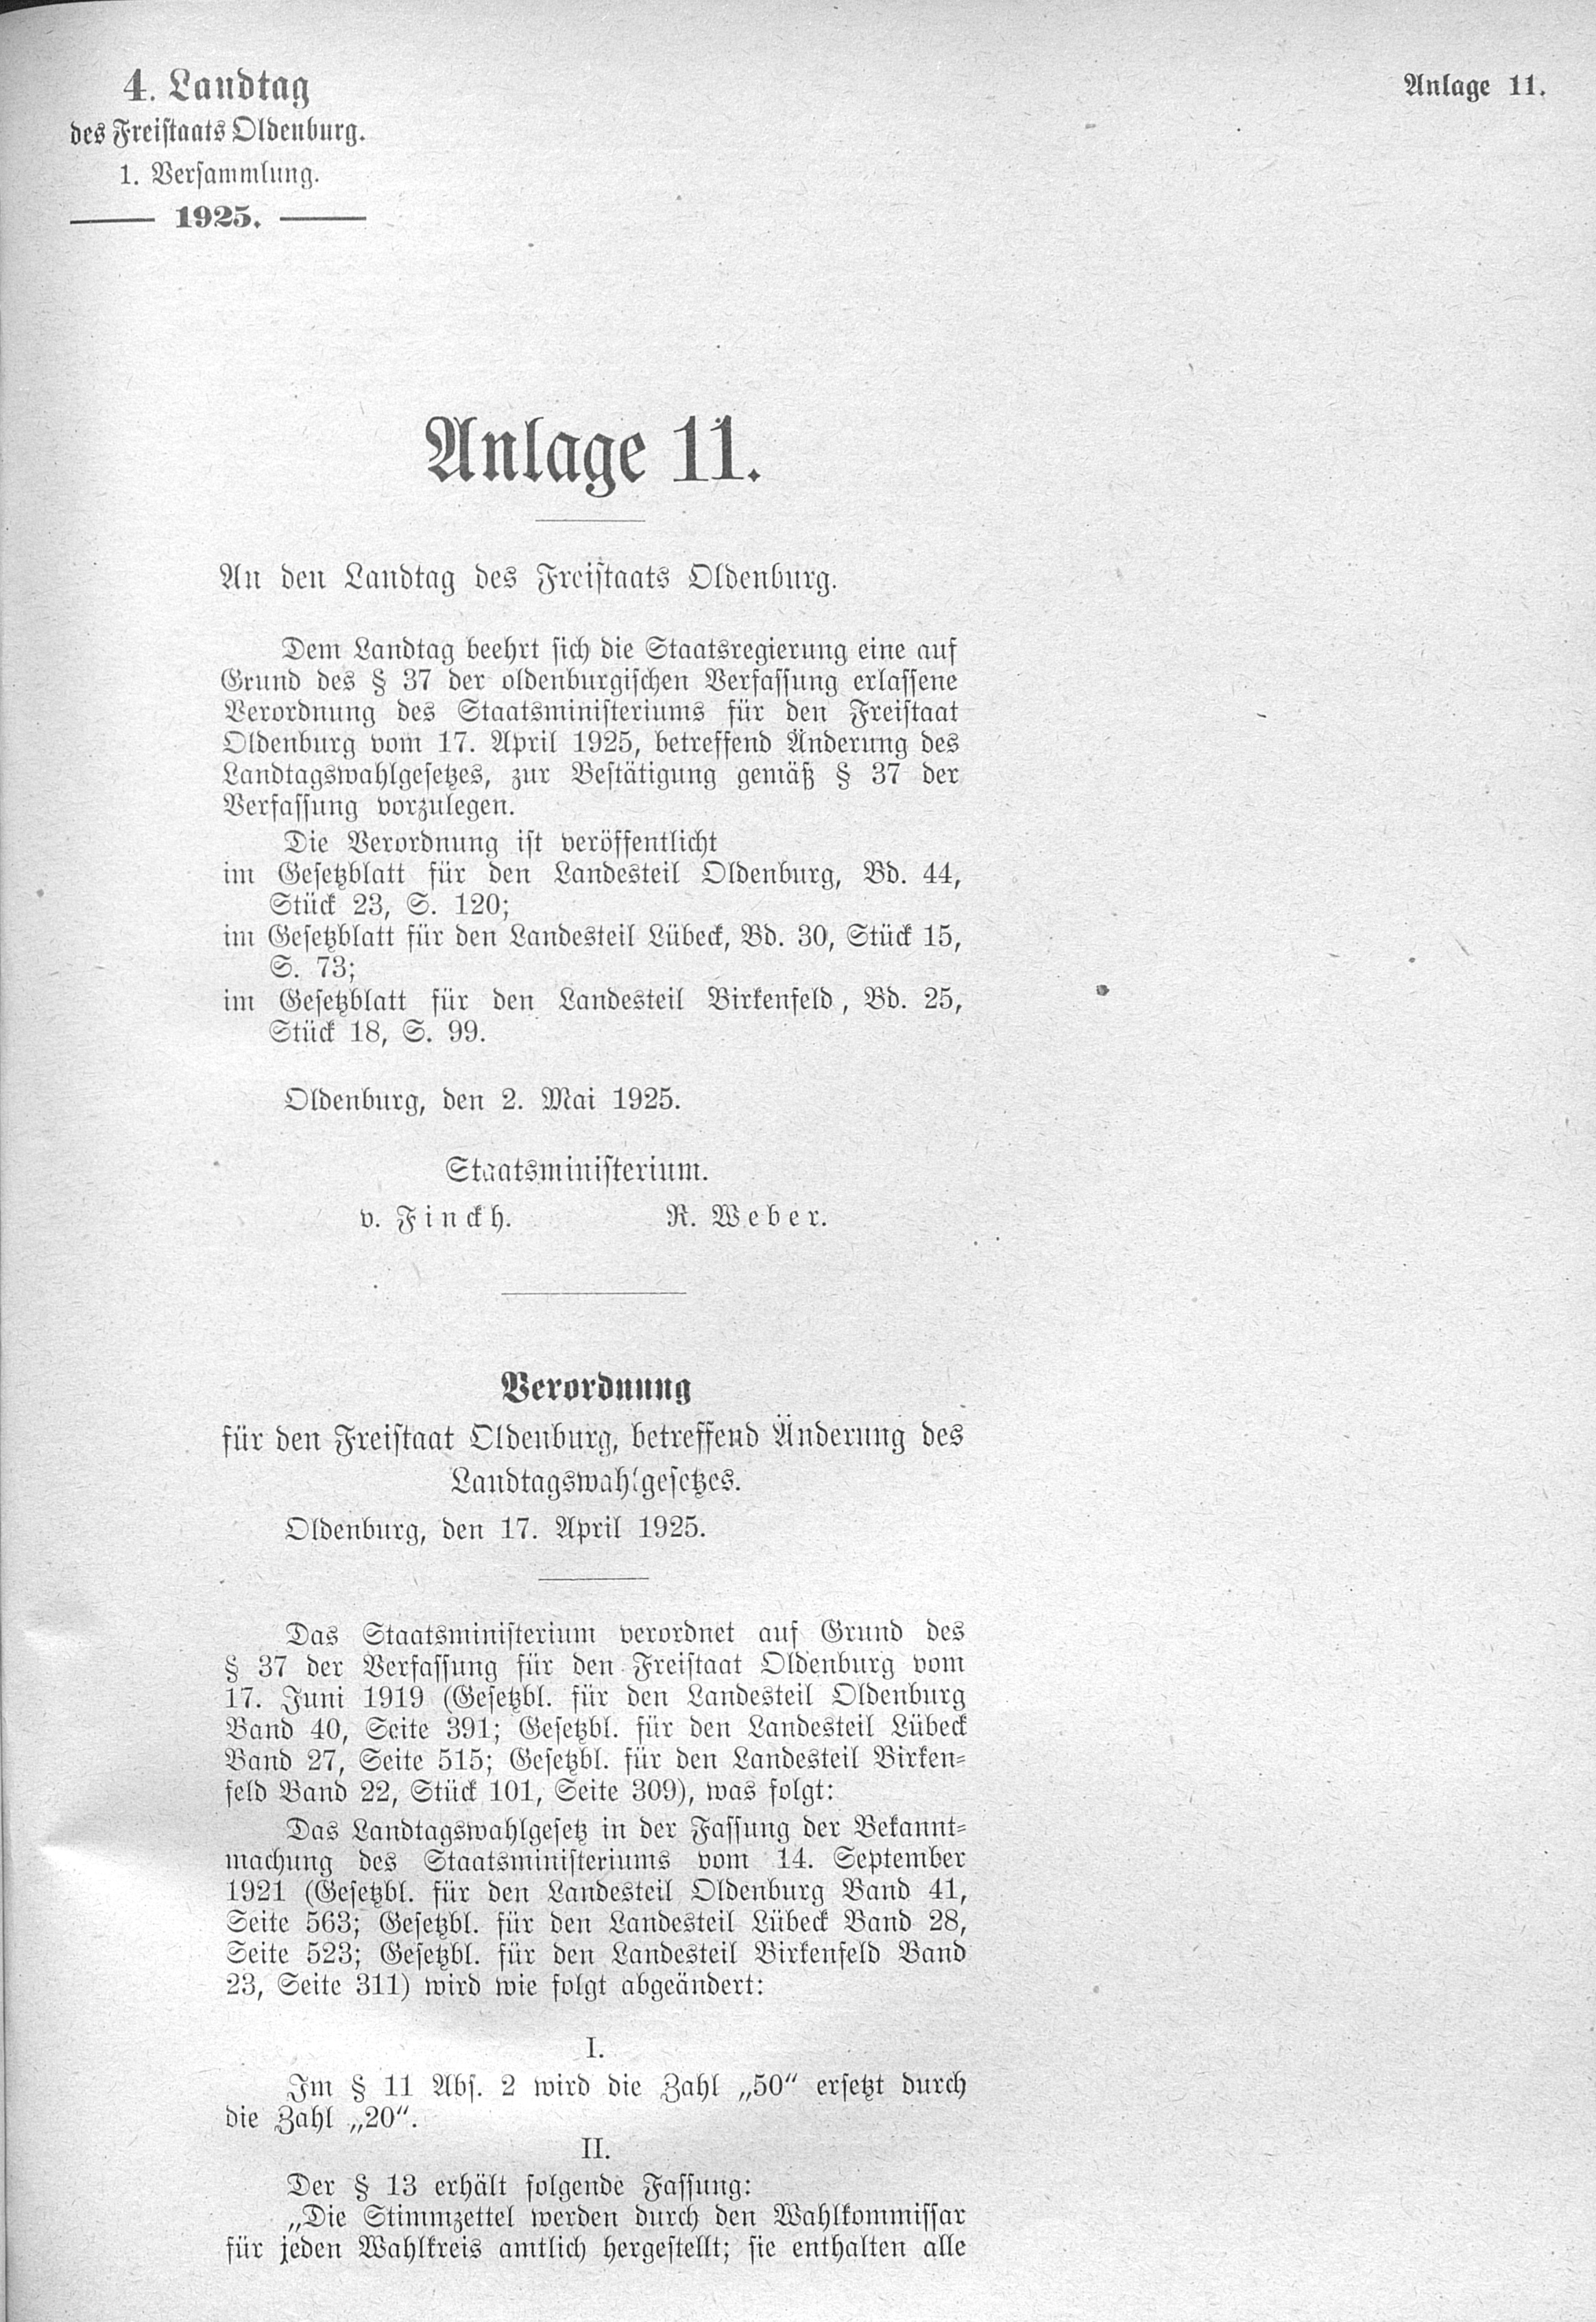 4. Landtag
des Freistaats Oldenburg.
1. Versammlung.
1925.
Anlage 11.
Anlage 11.
An den Landtag des Freistaats Oldenburg.
Dem Landtag beehrt sich die Staatsregierung eine auf
Grund des § 37 der oldenburgischen Verfassung erlassene
Verordnung des Staatsministeriums für den Freistaat
Oldenburg vom 17. April 1925, betreffend Änderung des
Landtagswahlgesetzes, zur Bestätigung gemäß § 37 der
Verfassung vorzulegen.
Die Verordnung ist veröffentlicht
im Gesetzblatt für den Landesteil Oldenburg, Bd. 44,
Stück 23, S. 120;
im Gesetzblatt für den Landesteil Lübeck, Bd. 30, Stück 15,
S. 73;
im Gesetzblatt für den Landesteil Birkenfeld, Bd. 25,
Stück 18, S. 99.
Oldenburg, den 2. Mai 1925.
Staatsministerium.
v. Finckh. R. Weber.
Verordnung
für den Freistaat Oldenburg, betreffend Änderung des
Landtagswahlgesetzes.
Oldenburg, den 17. April 1925.
Das Staatsministerium verordnet auf Grund des
§ 37 der Verfassung für den Freistaat Oldenburg vom
17. Juni 1919 (Gesetzbl. für den Landesteil Oldenburg
Band 40, Seite 391; Gesetzbl. für den Landesteil Lübeck
Band 27, Seite 515; Gesetzbl. für den Landesteil Birken-
feld Band 22, Stück 101, Seite 309), was folgt:
Das Landtagswahlgesetz in der Fassung der Bekannt-
machung des Staatsministeriums vom 14. September
1921 (Gesetzbl. für den Landesteil Oldenburg Band 41,
Seite 563; Gesetzbl. für den Landesteil Lübeck Band 28,
Seite 523; Gesetzbl. für den Landesteil Birkenfeld Band
23, Seite 311) wird wie folgt abgeändert:
I.
Im § 11 Abs. 2 wird die Zahl „50“ ersetzt durch
die Zahl „20“.
II.
Der § 13 erhält folgende Fassung:
„Die Stimmzettel werden durch den Wahlkommissar
für jeden Wahlkreis amtlich hergestellt; sie enthalten alle